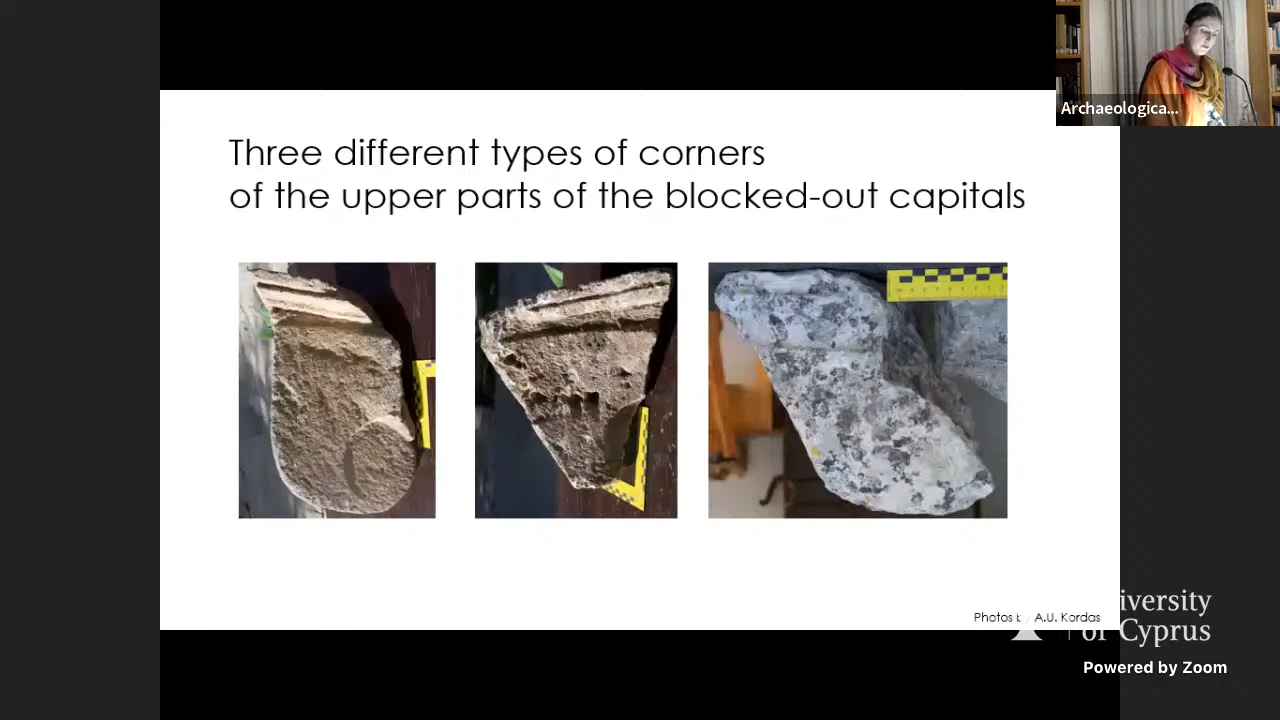 Archaeologica...
Three different types of corners
of the upper parts of the blocked-out capitals
Photos A.U. Kordas
of Cyprus
Powered by Zoom